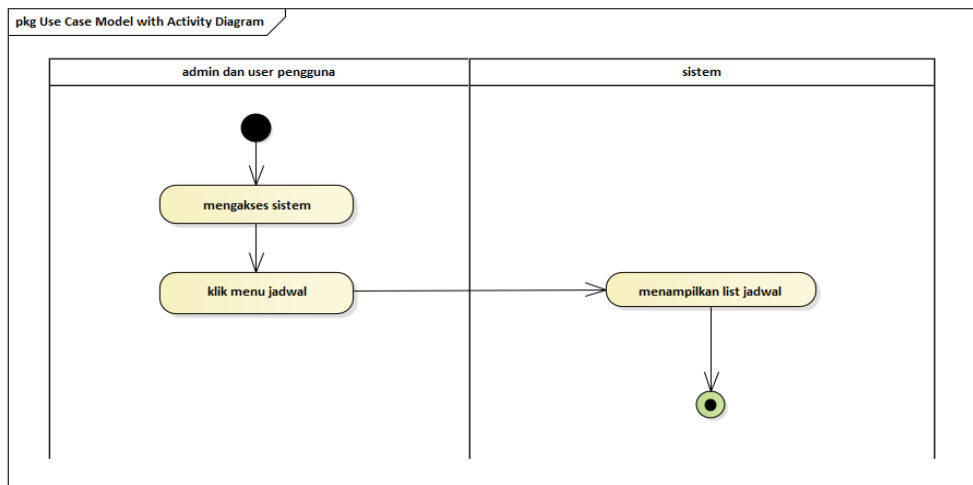 pkg Use Case Model with Activity Diagram
admin dan user pengguna
sistem
mengakses sistem
klik menu jadwal
menampilkan list jadwal